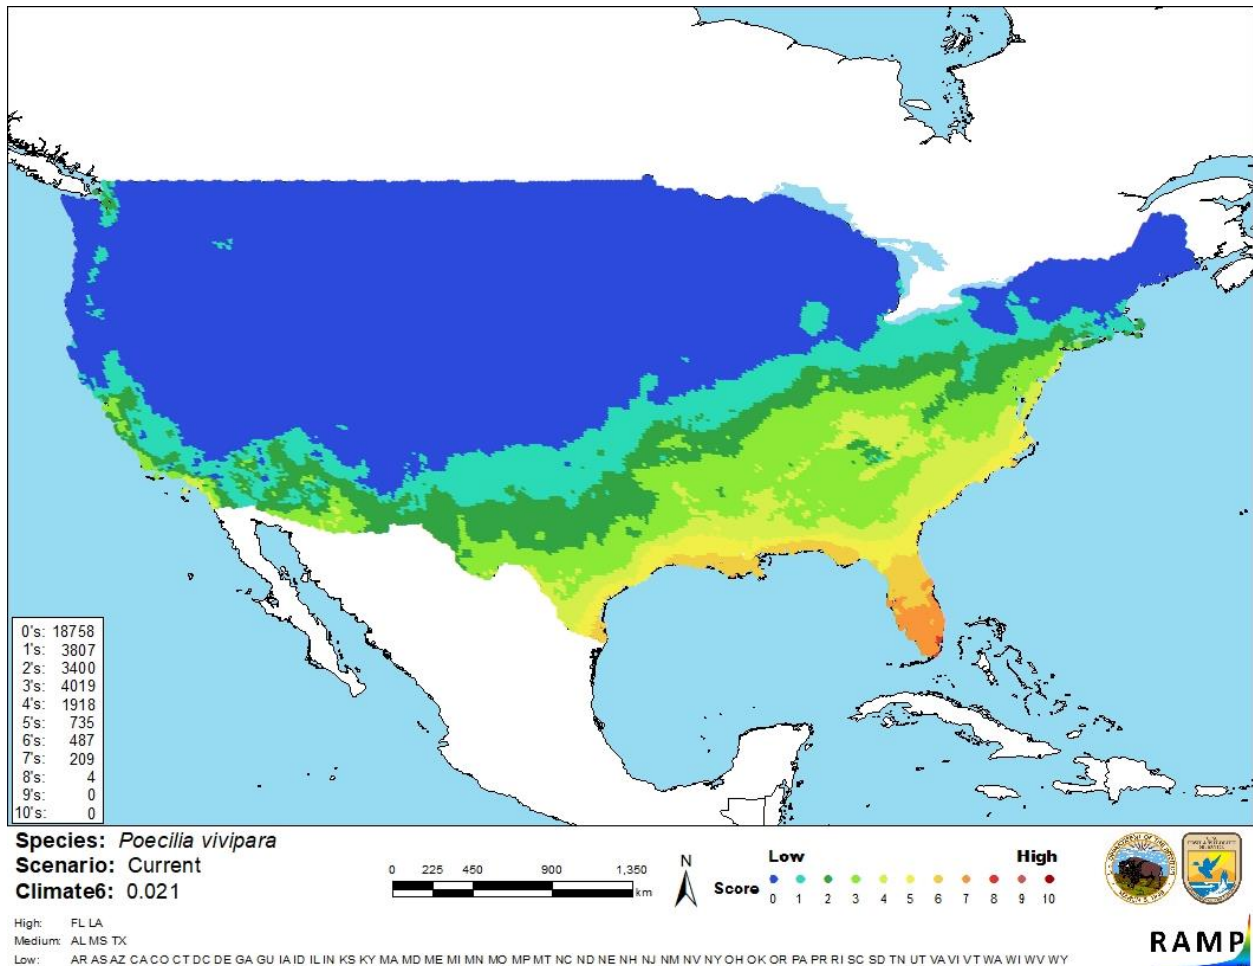 0's: 18758
1's: 3807
2's: 3400
3's: 4019
4's: 1918
5's: 735
6's: 487
7's: 209
8's: 4
9's: 0
10's: 0
Species: Poecilia vivipara
Scenario: Current
Climate6: 0.021
0 225 450 900 1,350
km
N
Low High
Score 0 1 2 3 4 5 6 7 8 9 10
High: FL LA
Medium: AL MS TX
Low: AR AS AZ CA CO CT DC DE GA GU IA ID IL IN KS KY MA MD ME MI MN MO MP MT NC ND NE NH NJ NM NV NY OH OK OR PA PR RI SC SD TN UT VA VI VT WA WI WV WY
RAMP